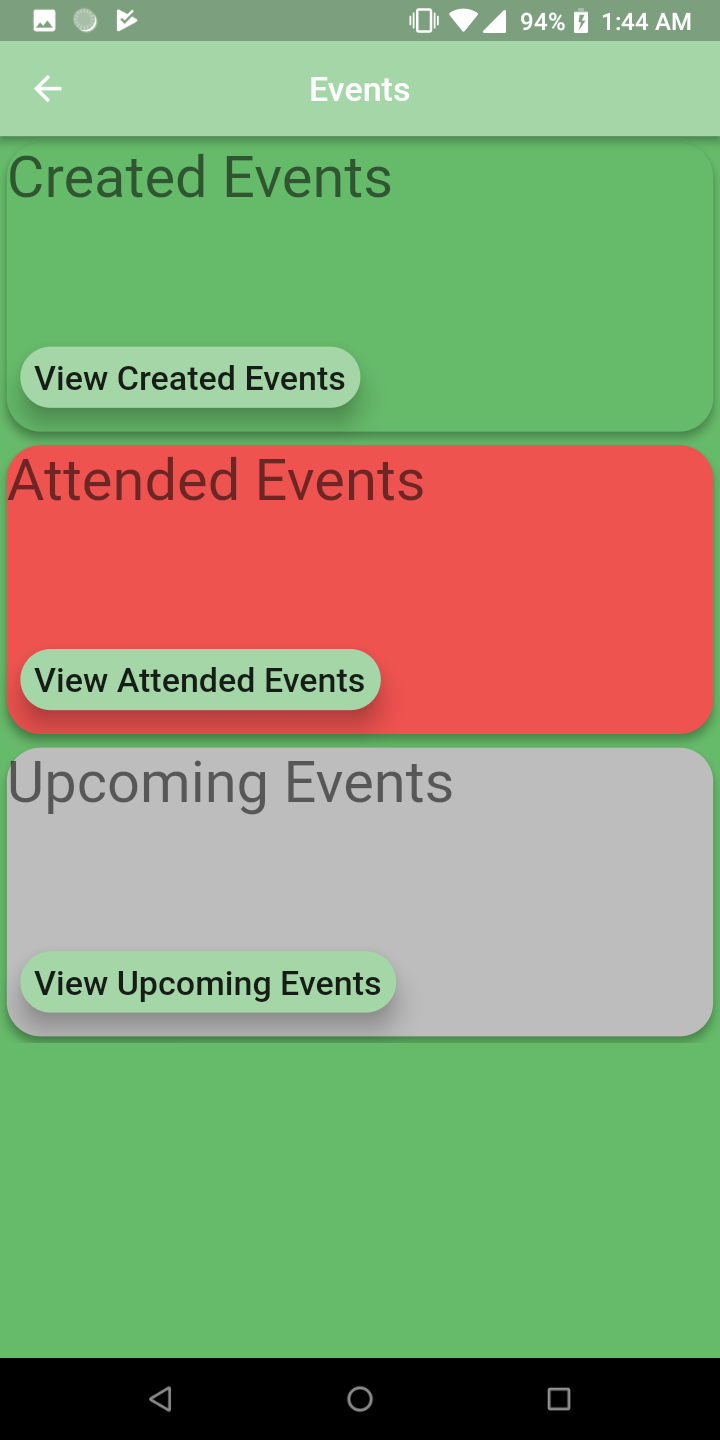 94% 1:44 AM
Events
Created Events
View Created Events
Attended Events
View Attended Events
Upcoming Events
View Upcoming Events